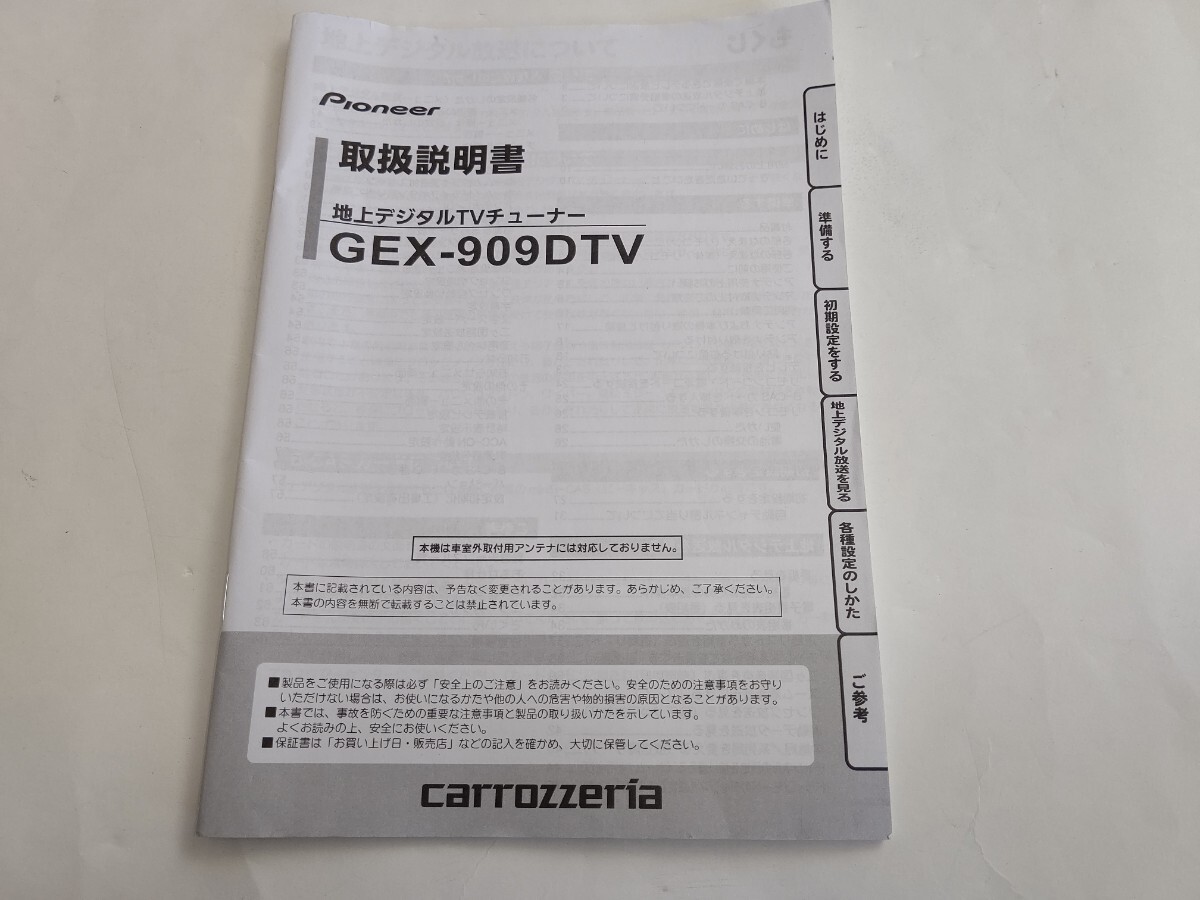 Pioneer
取扱説明書
地上デジタルTVチューナー
GEX-909DTV
はじめに
準備する
初期設定をする
地上デジタル放送を見る
各種設定のしかた
ご参考
本機は車室外取付用アンテナには対応しておりません。
本書に記載されている内容は、予告なく変更されることがあります。あらかじめ、ご了承ください。
本書の内容を無断で転載することは禁止されています。
■製品をご使用になる際は必ず「安全上のご注意」をお読みください。安全のための注意事項をお守り
いただけない場合は、お使いになるかたや他の人への危害や物的損害の原因となることがあります。
■本書では、事故を防ぐための重要な注意事項と製品の取り扱いかたを示しています。
よくお読みの上、安全にお使いください。
■保証書は「お買い上げ日・販売店」などの記入を確かめ、大切に保管してください。
carrozzeria